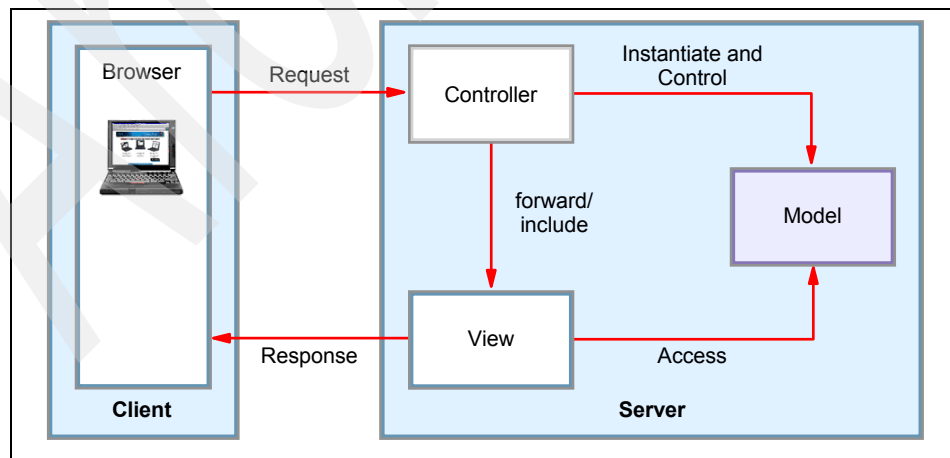 Browser
Request
Controller
Instantiate and
Control
forward/
include
Model
View
Response
Access
Client
Server